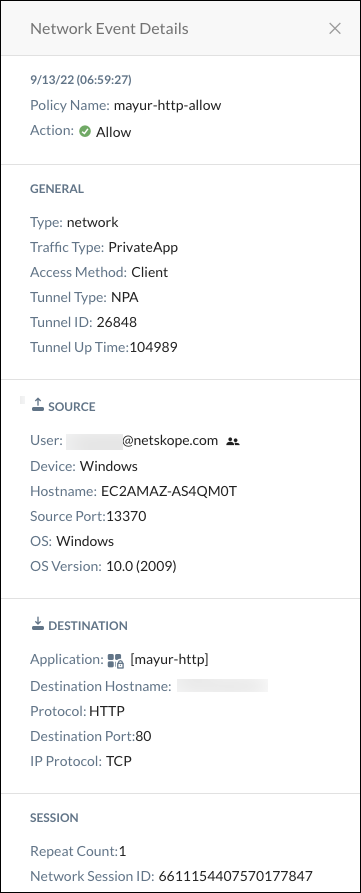 Network Event Details
9/13/22 (06:59:27)
Policy Name: mayur-http-allow
Action: Allow
GENERAL
Type: network
Traffic Type: PrivateApp
Access Method: Client
Tunnel Type: NPA
Tunnel ID: 26848
Tunnel Up Time:104989
SOURCE
User: @netskope.com
Device: Windows
Hostname: EC2AMAZ-AS4QM0T
Source Port:13370
OS: Windows
OS Version: 10.0 (2009)
DESTINATION
Application: [mayur-http]
Destination Hostname:
Protocol: HTTP
Destination Port:80
IP Protocol: TCP
SESSION
Repeat Count:1
Network Session ID: 6611154407570177847